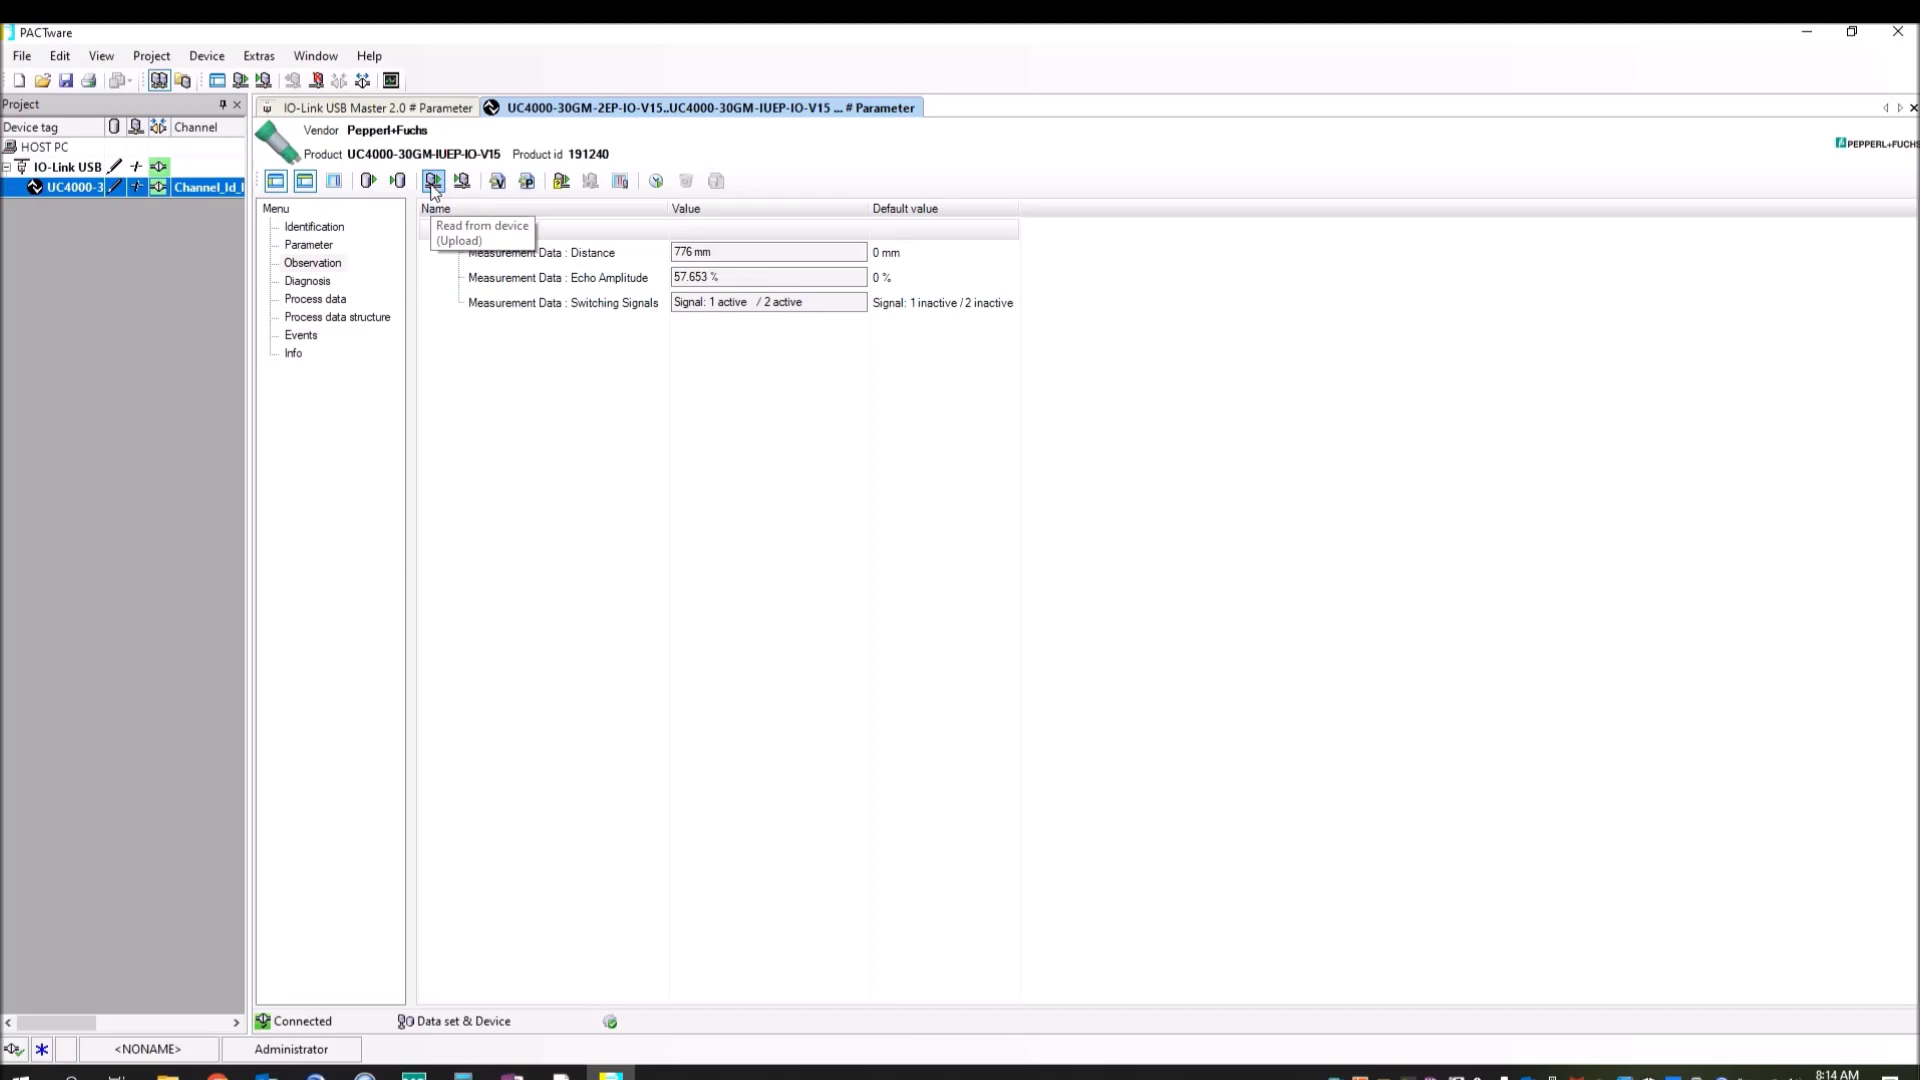 PACTware
File Edit View Project Device Extras Window Help
Project
IO-Link USB Master 2.0 # Parameter
UC4000-30GM-2EP-IO-V15..UC4000-30GM-IUEP-IO-V15 ... # Parameter
Device tag Channel
HOST PC
IO-Link USB
UC4000-3 Channel_Id_
Vendor Pepperl+Fuchs
Product UC4000-30GM-IUEP-IO-V15 Product id 191240
PEPPERL+FUCHS
Menu
Identification
Parameter
Observation
Diagnosis
Process data
Process data structure
Events
Info
Name Value Default value
Read from device
(Upload)
Measurement Data : Distance 776 mm 0 mm
Measurement Data : Echo Amplitude 57.653 % 0 %
Measurement Data : Switching Signals Signal: 1 active / 2 active Signal: 1 inactive / 2 inactive
Connected Data set & Device
<NONAME> Administrator
8:14 AM